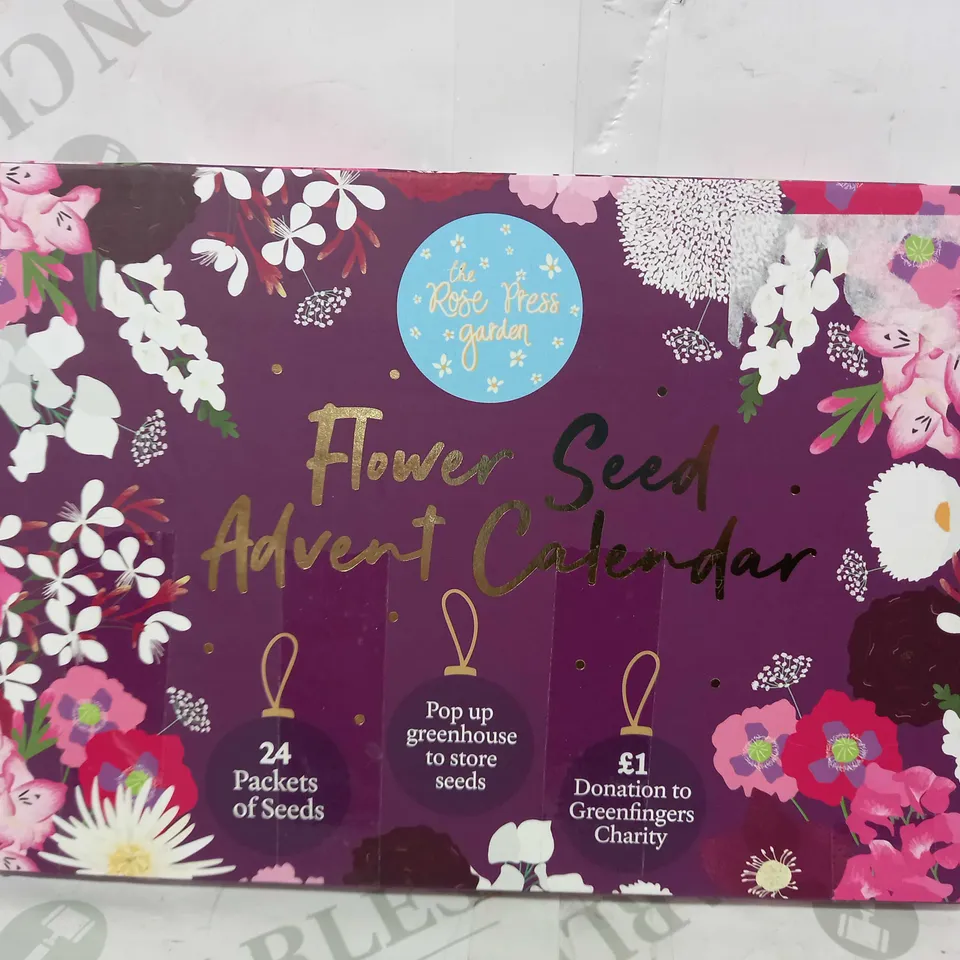 the
Rose Press
garden
Flower Seed
Advent Calendar
24
Packets
of Seeds
Pop up
greenhouse
to store
seeds
£1
Donation to
Greenfingers
Charity